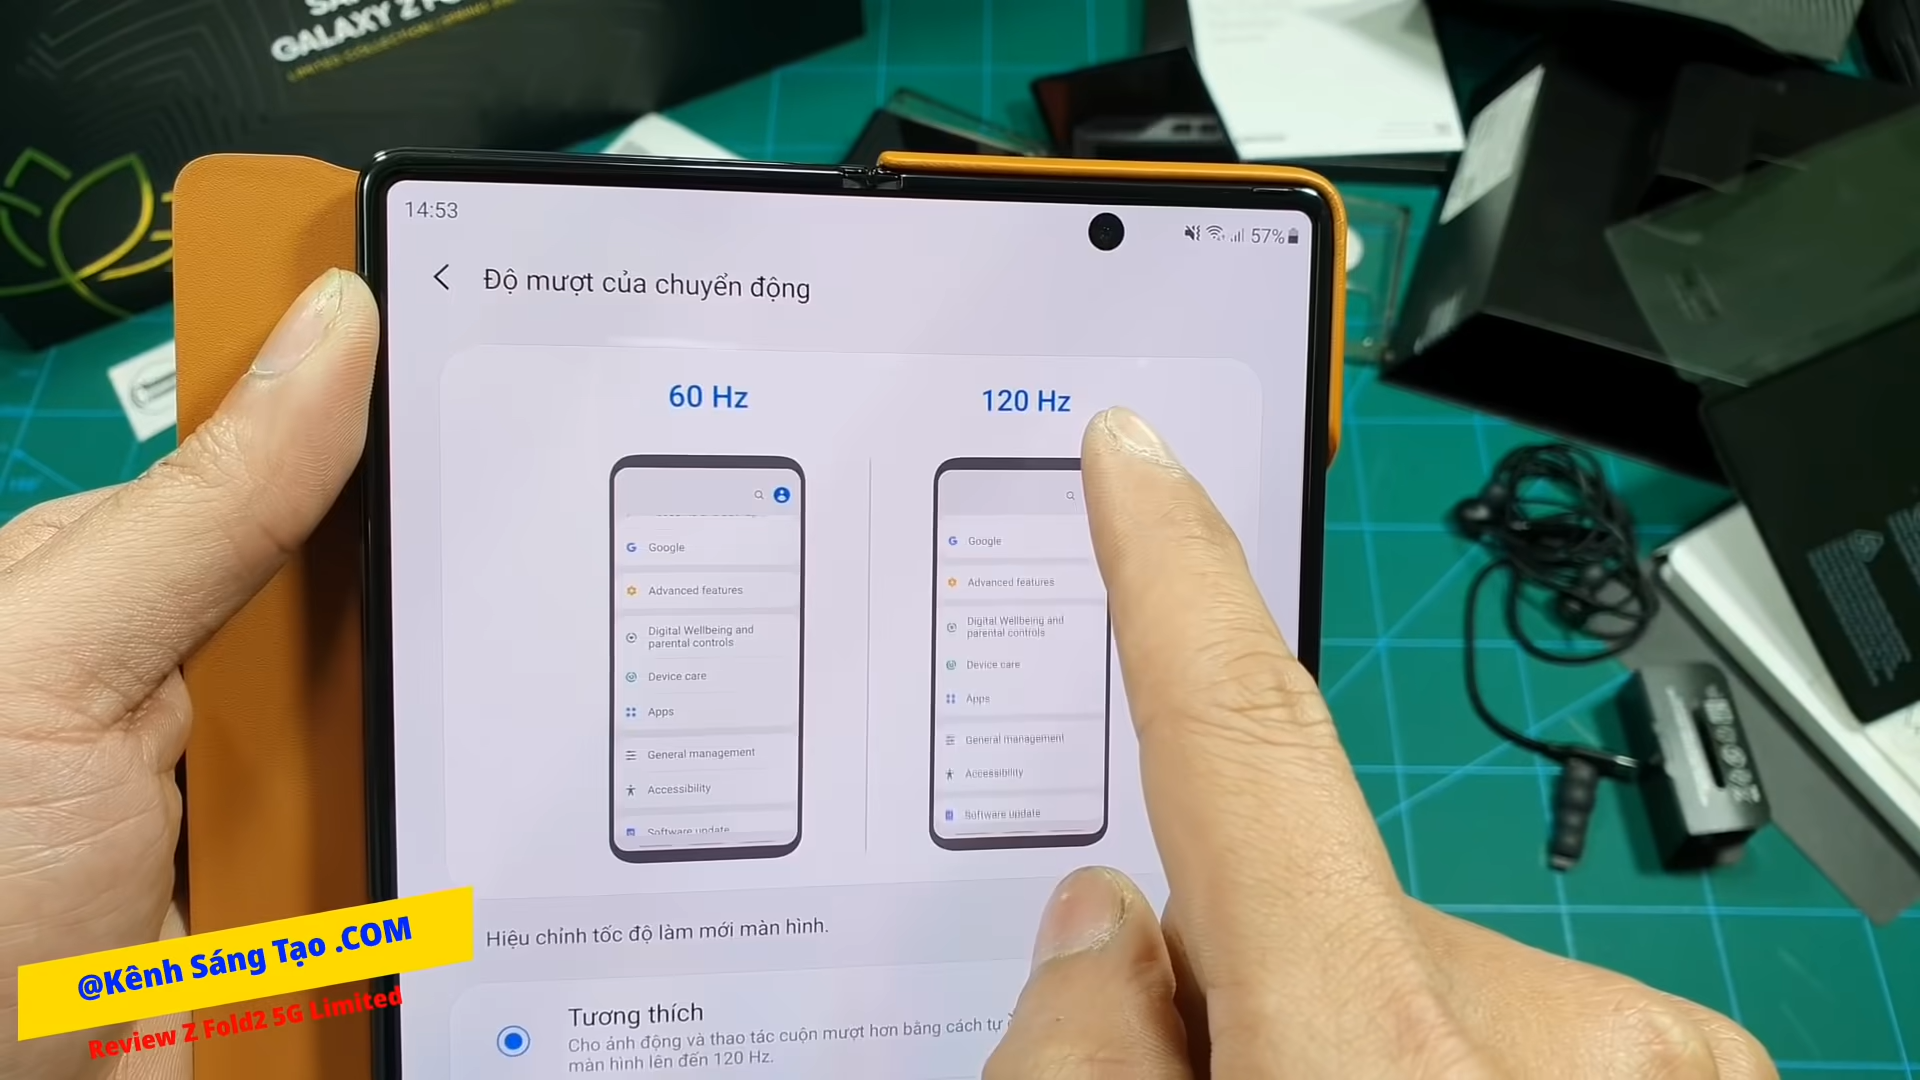 GALAXY Z
14:53
57%
Độ mượt của chuyển động
60 Hz
120 Hz
Google
Advanced features
Digital Wellbeing and
parental controls
Device care
Apps
General management
Accessibility
Software update
Google
Advanced features
Digital Wellbeing and
parental controls
Device care
Apps
General management
Accessibility
Software update
Hiệu chỉnh tốc độ làm mới màn hình.
Tương thích
Cho ảnh động và thao tác cuộn mượt hơn bằng cách tự
màn hình lên đến 120 Hz.
@Kênh Sáng Tạo .COM
Review Z Fold2 5G Limited